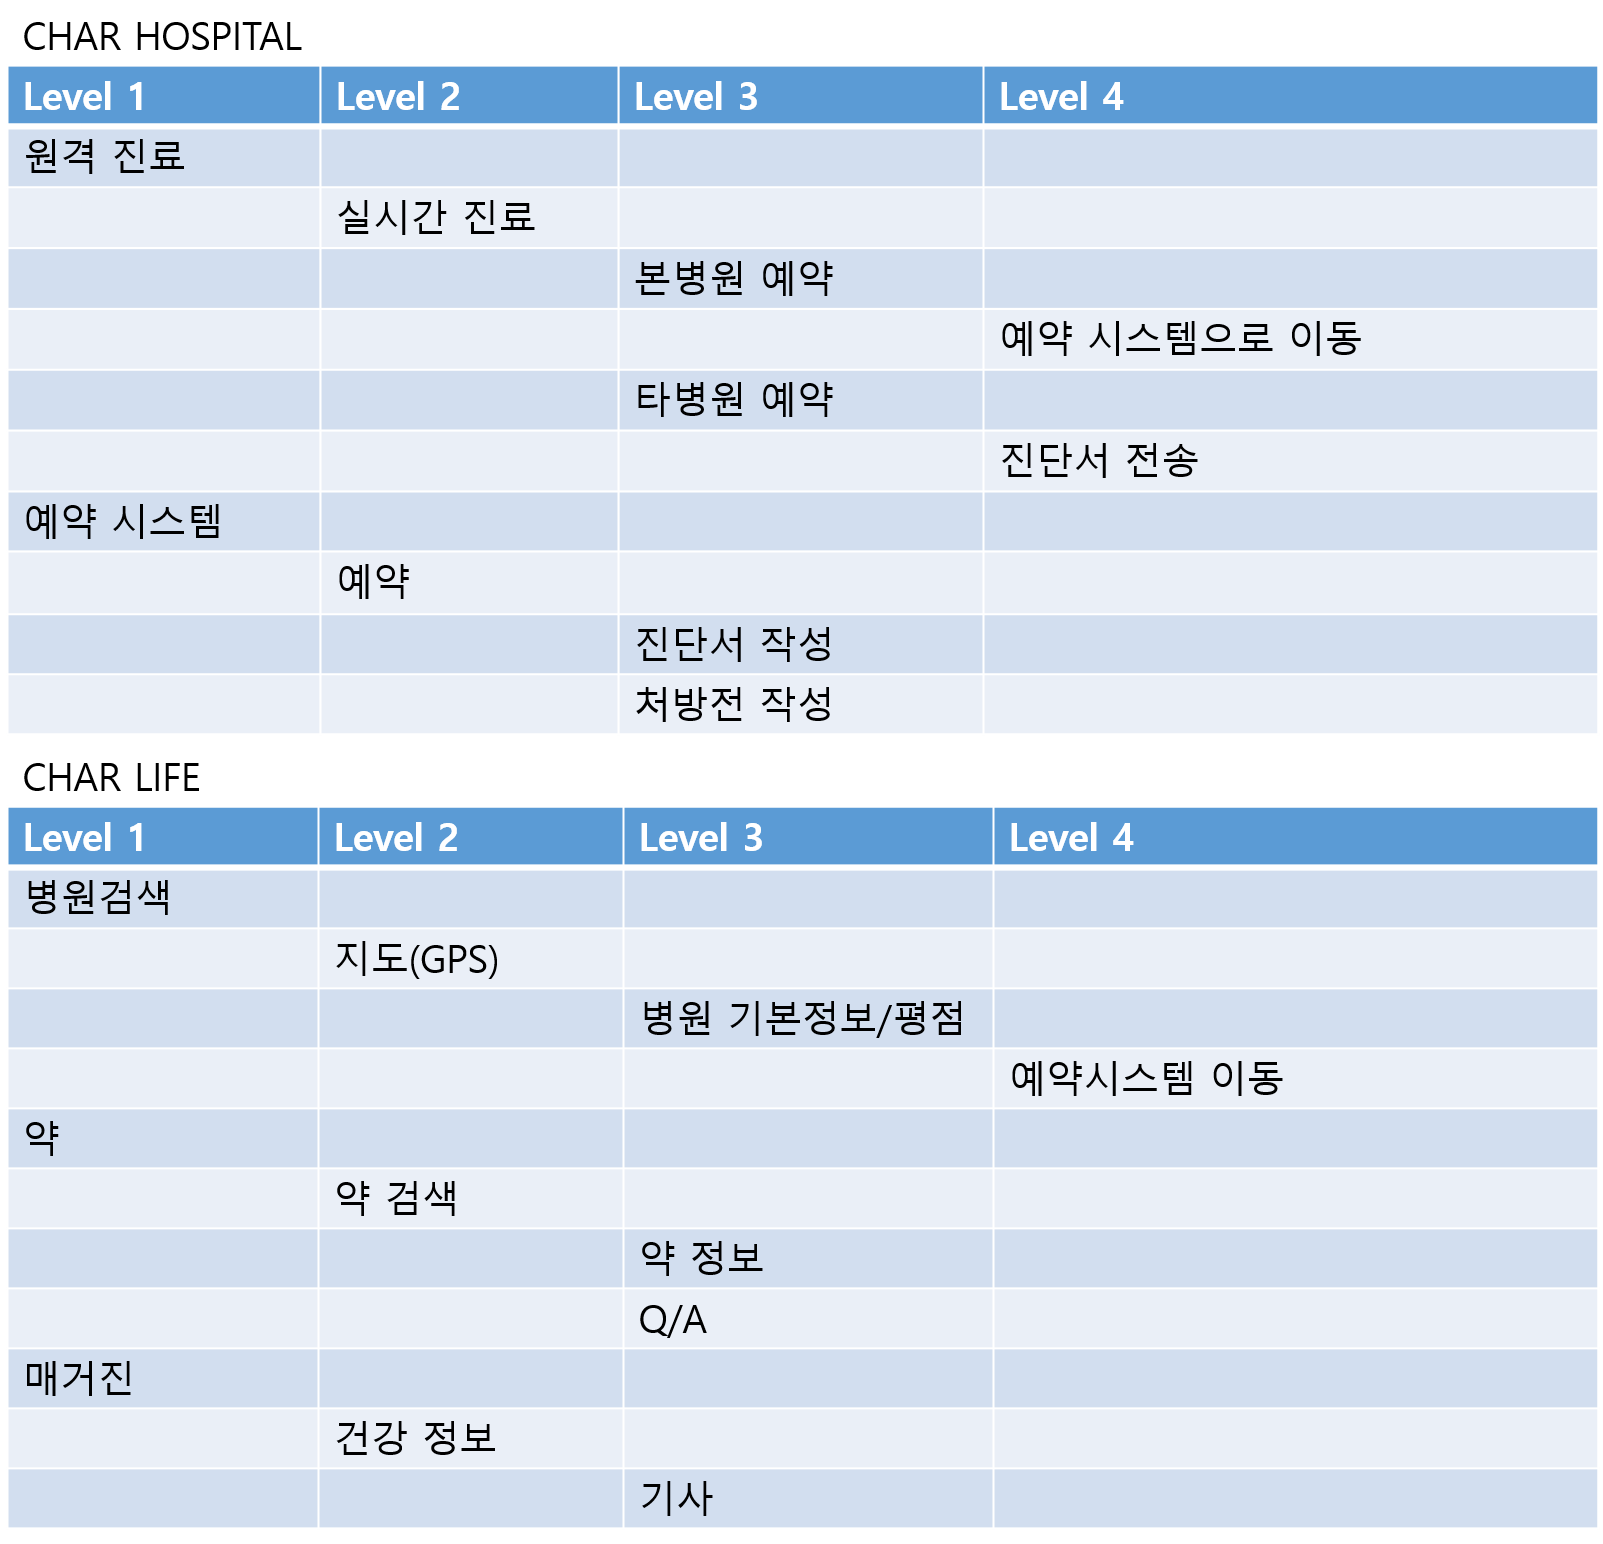 CHAR HOSPITAL
Level 1 Level 2 Level 3 Level 4
원격 진료
실시간 진료
본병원 예약
예약 시스템으로 이동
타병원 예약
진단서 전송
예약 시스템
예약
진단서 작성
처방전 작성
CHAR LIFE
Level 1 Level 2 Level 3 Level 4
병원검색
지도(GPS)
병원 기본정보/평점
예약시스템 이동
약
약 검색
약 정보
Q/A
매거진
건강 정보
기사